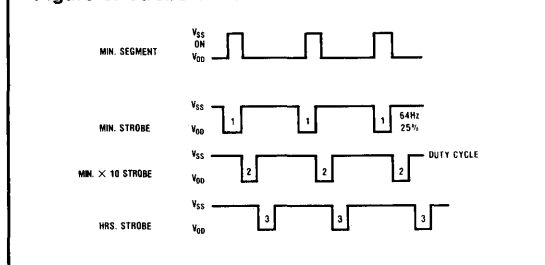 VSS
ON
VDD
MIN. SEGMENT
VSS
VDD
MIN. STROBE
1
1
1
64Hz
25%
DUTY CYCLE
VSS
VDD
MIN. X 10 STROBE
2
2
2
VSS
VDD
HRS. STROBE
3
3
3